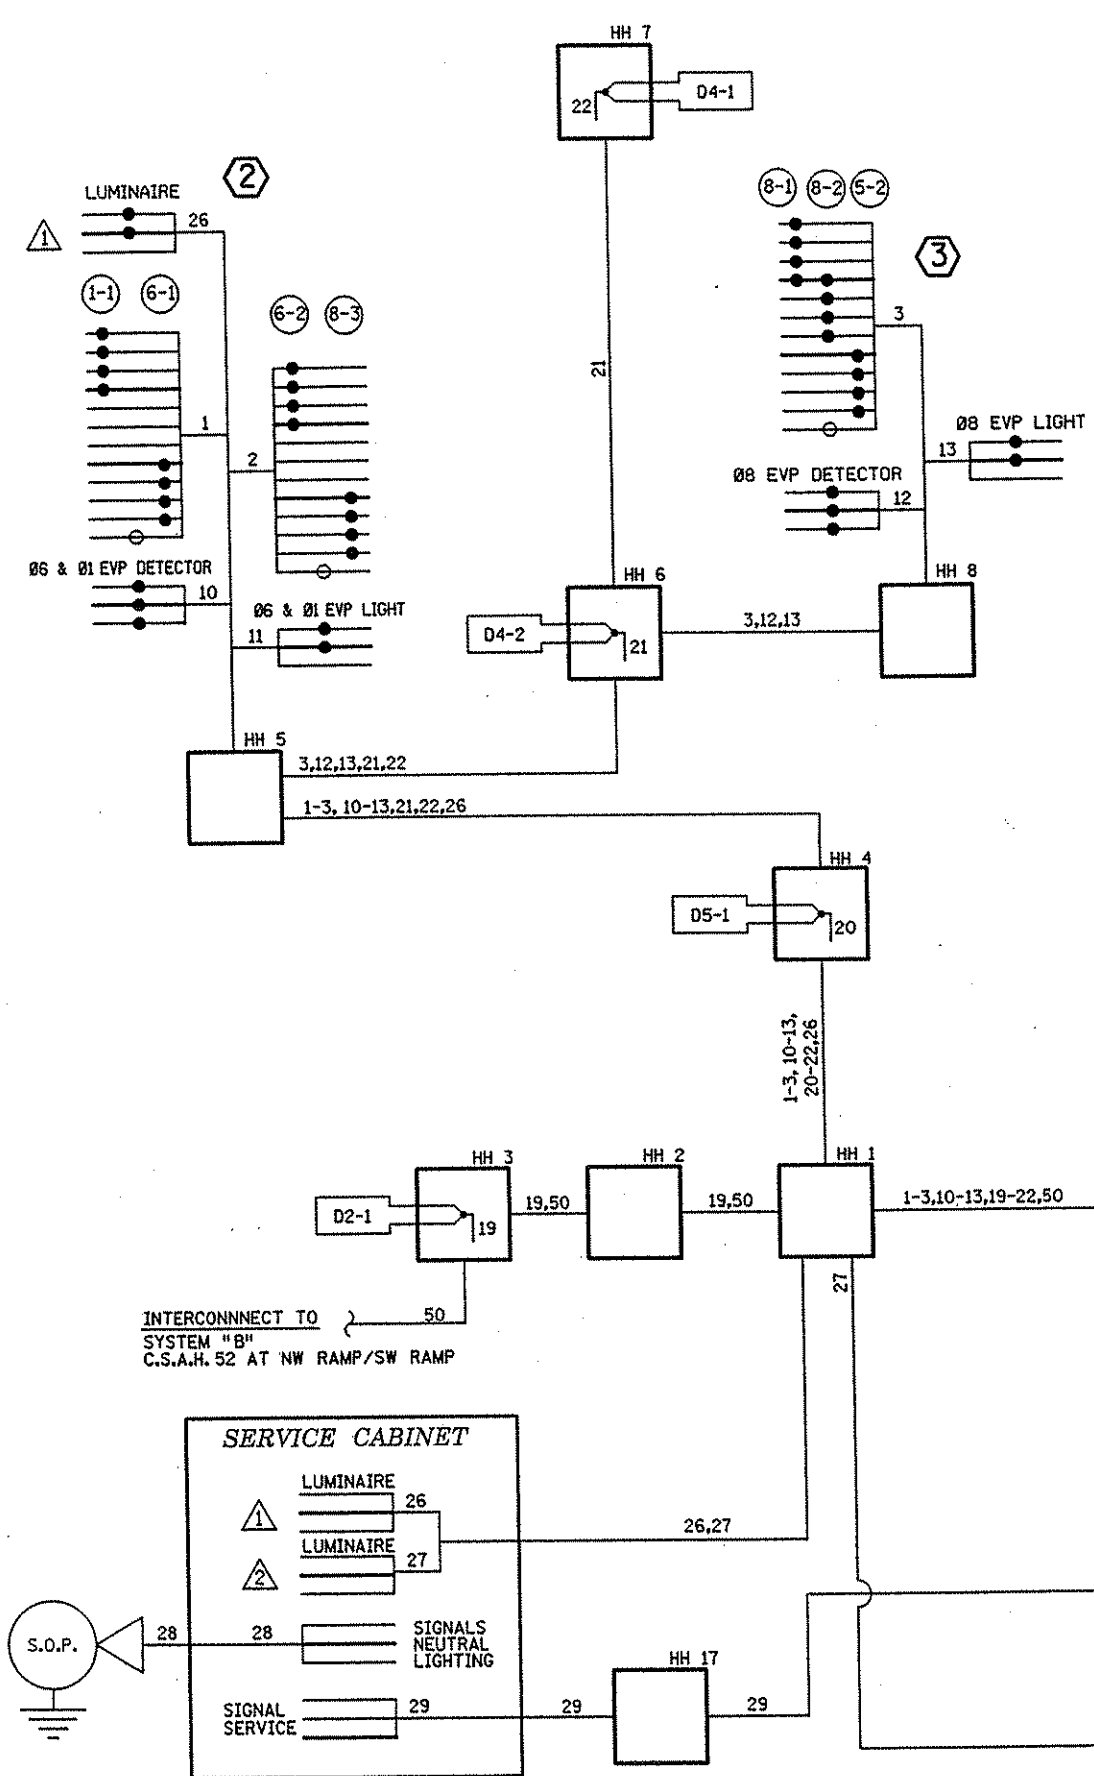 HH 7
D4-1
22
2
LUMINAIRE
26
1
8-1 8-2 5-2
3
1-1 6-1
6-2 8-3
3
21
1
2
Ø8 EVP LIGHT
13
Ø8 EVP DETECTOR
12
Ø6 & Ø1 EVP DETECTOR
10
Ø6 & Ø1 EVP LIGHT
11
HH 6
HH 8
D4-2
21
3,12,13
HH 5
3,12,13,21,22
1-3, 10-13,21,22,26
HH 4
D5-1
20
1-3, 10-13,
20-22,26
HH 3
HH 2
HH 1
D2-1
19
19,50
19,50
1-3,10-13,19-22,50
27
INTERCONNNECT TO
50
SYSTEM "B"
C.S.A.H. 52 AT NW RAMP/SW RAMP
SERVICE CABINET
LUMINAIRE
26
1
26,27
LUMINAIRE
27
2
S.O.P.
28
28
SIGNALS
NEUTRAL
LIGHTING
HH 17
SIGNAL
SERVICE
29
29
29